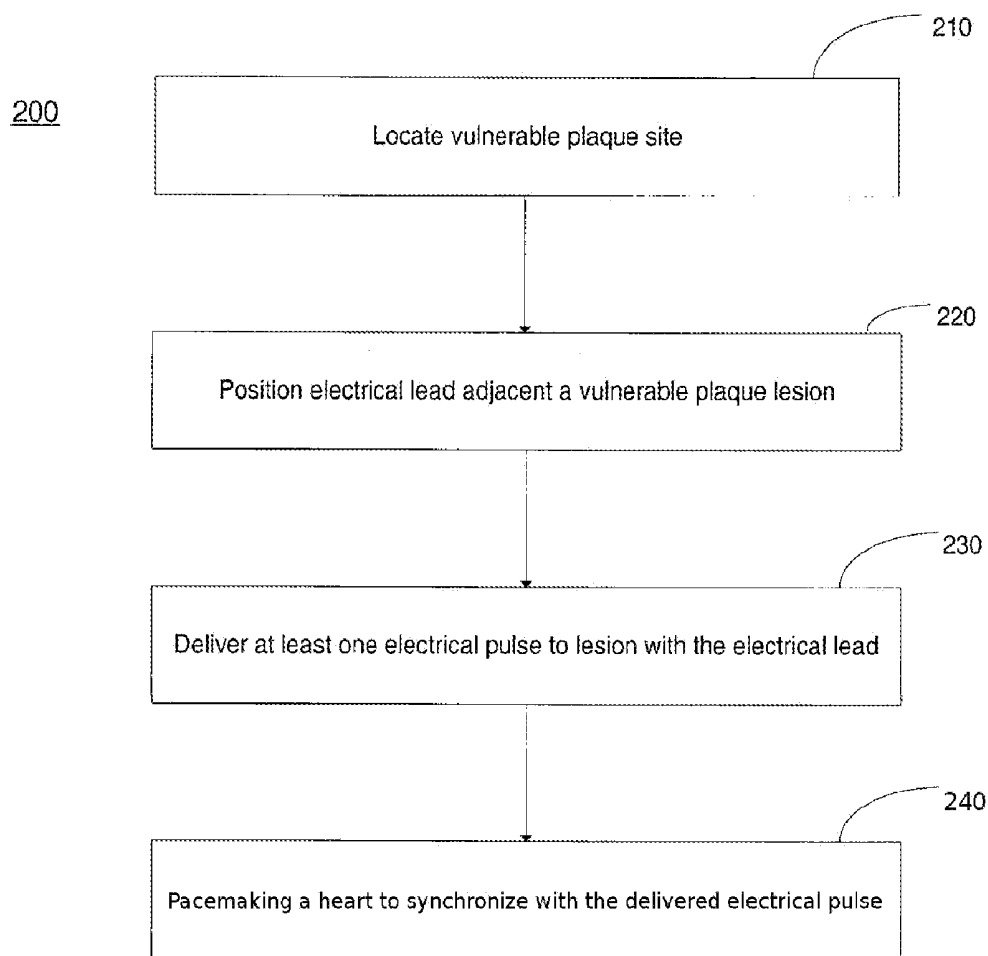 210
200
Locate vulnerable plaque site
220
Position electrical lead adjacent a vulnerable plaque lesion
230
Deliver at least one electrical pulse to lesion with the electrical lead
240
Pacemaking a heart to synchronize with the delivered electrical pulse